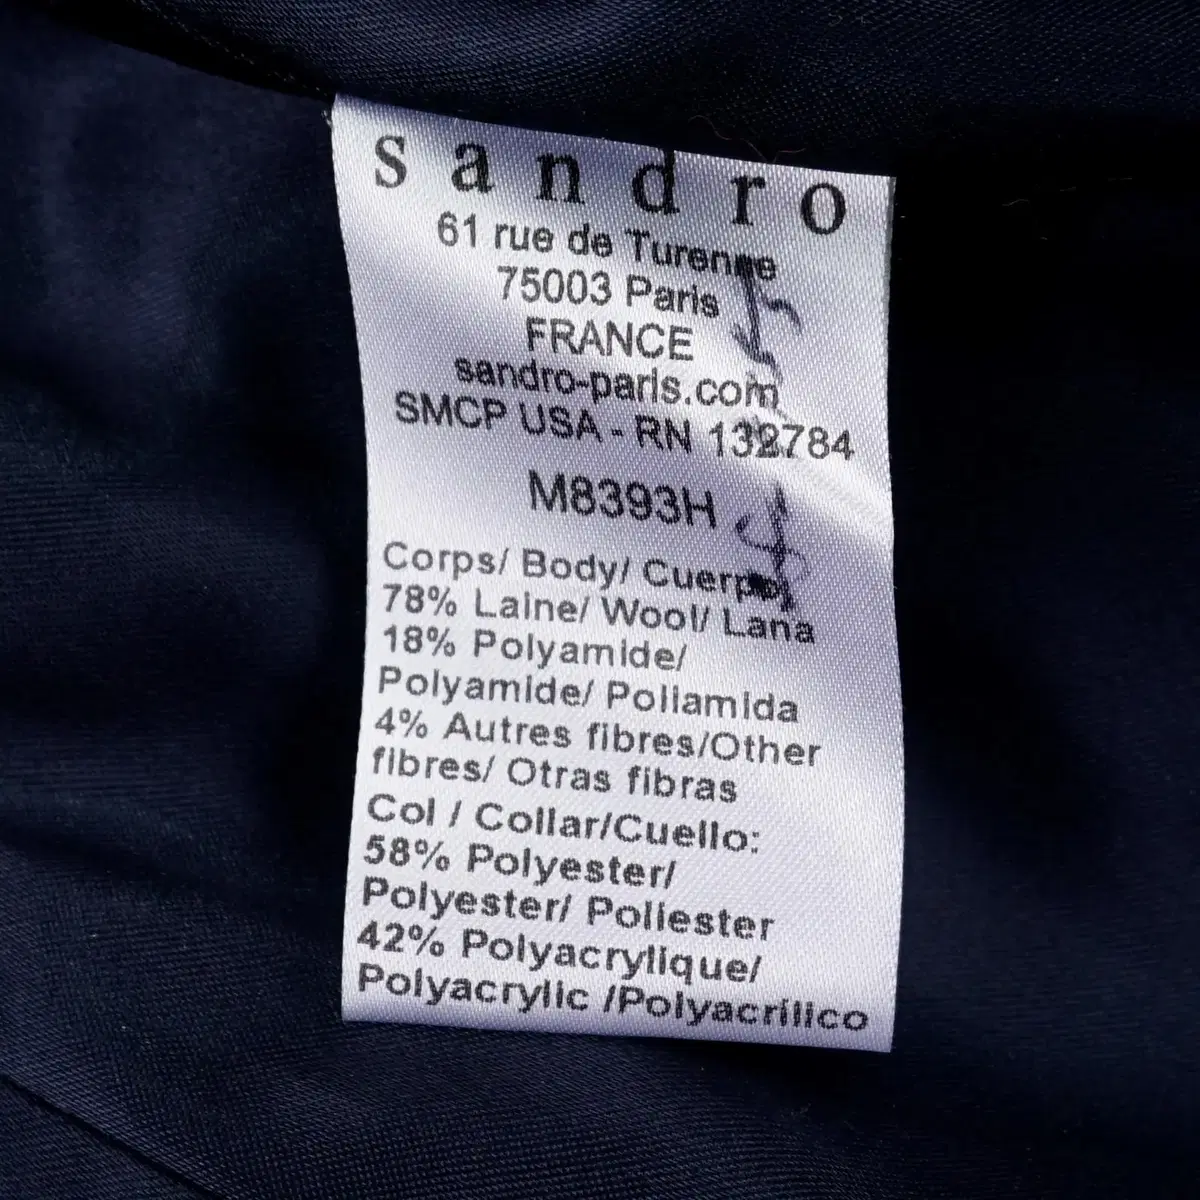 sandro
61 rue de Turenne
75003 Paris
FRANCE
sandro-paris.com
SMCP USA - RN 132784
M8393H
Corps/ Body/ Cuerpo
78% Laine/ Wool/ Lana
18% Polyamide/
Polyamide/ Poliamida
4% Autres fibres/Other
fibres/ Otras fibras
Col / Collar/Cuello:
58% Polyester/
Polyester/ Poliester
42% Polyacrylique/
Polyacrylic /Polyacrílico